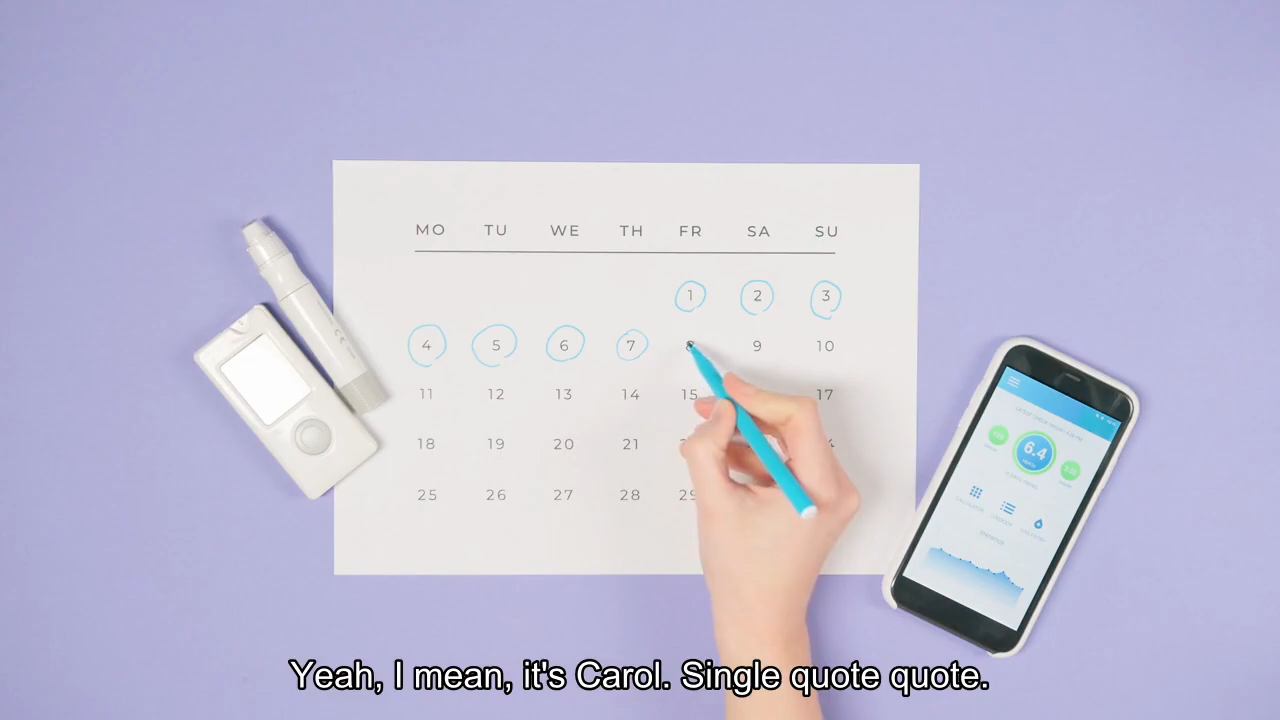 MO TU WE TH FR SA SU
1 2 3
4 5 6 7 8 9 10
11 12 13 14 15 17
18 19 20 21
25 26 27 28 29
6.4
Yeah, I mean, it's Carol. Single quote quote.